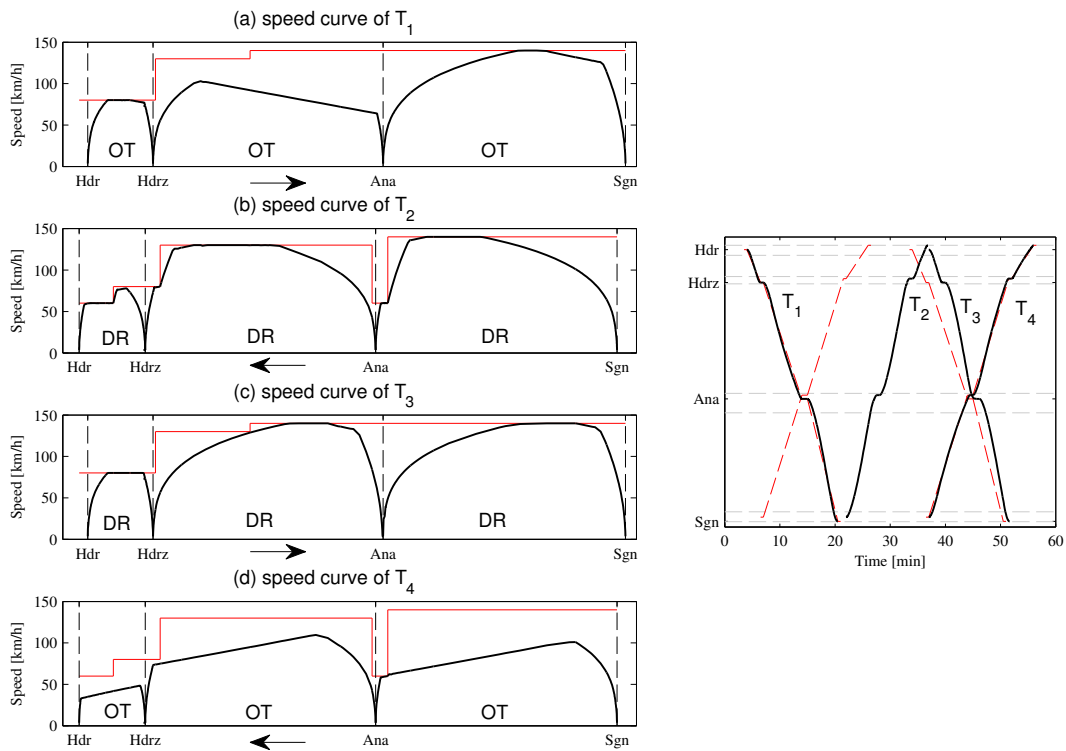 (a) speed curve of T1
Speed [km/h]
150
100
50
0
OT
OT
OT
Hdr
Hdrz
Ana
Sgn
(b) speed curve of T2
Speed [km/h]
150
100
50
0
DR
DR
DR
Hdr
Hdrz
Ana
Sgn
(c) speed curve of T3
Speed [km/h]
150
100
50
0
DR
DR
DR
Hdr
Hdrz
Ana
Sgn
(d) speed curve of T4
Speed [km/h]
150
100
50
0
OT
OT
OT
Hdr
Hdrz
Ana
Sgn
Hdr
Hdrz
Ana
Sgn
T1
T2
T3
T4
0
10
20
30
40
50
60
Time [min]